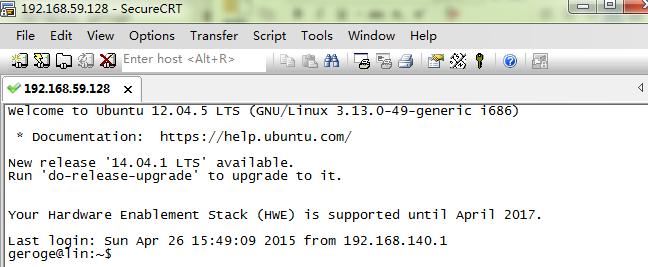 192.168.59.128 - SecureCRT
File Edit View Options Transfer Script Tools Window Help
Enter host <Alt+R>
192.168.59.128
Welcome to Ubuntu 12.04.5 LTS (GNU/Linux 3.13.0-49-generic i686)
* Documentation:  https://help.ubuntu.com/
New release '14.04.1 LTS' available.
Run 'do-release-upgrade' to upgrade to it.
Your Hardware Enablement Stack (HWE) is supported until April 2017.
Last login: Sun Apr 26 15:49:09 2015 from 192.168.140.1
geroge@lin:~$